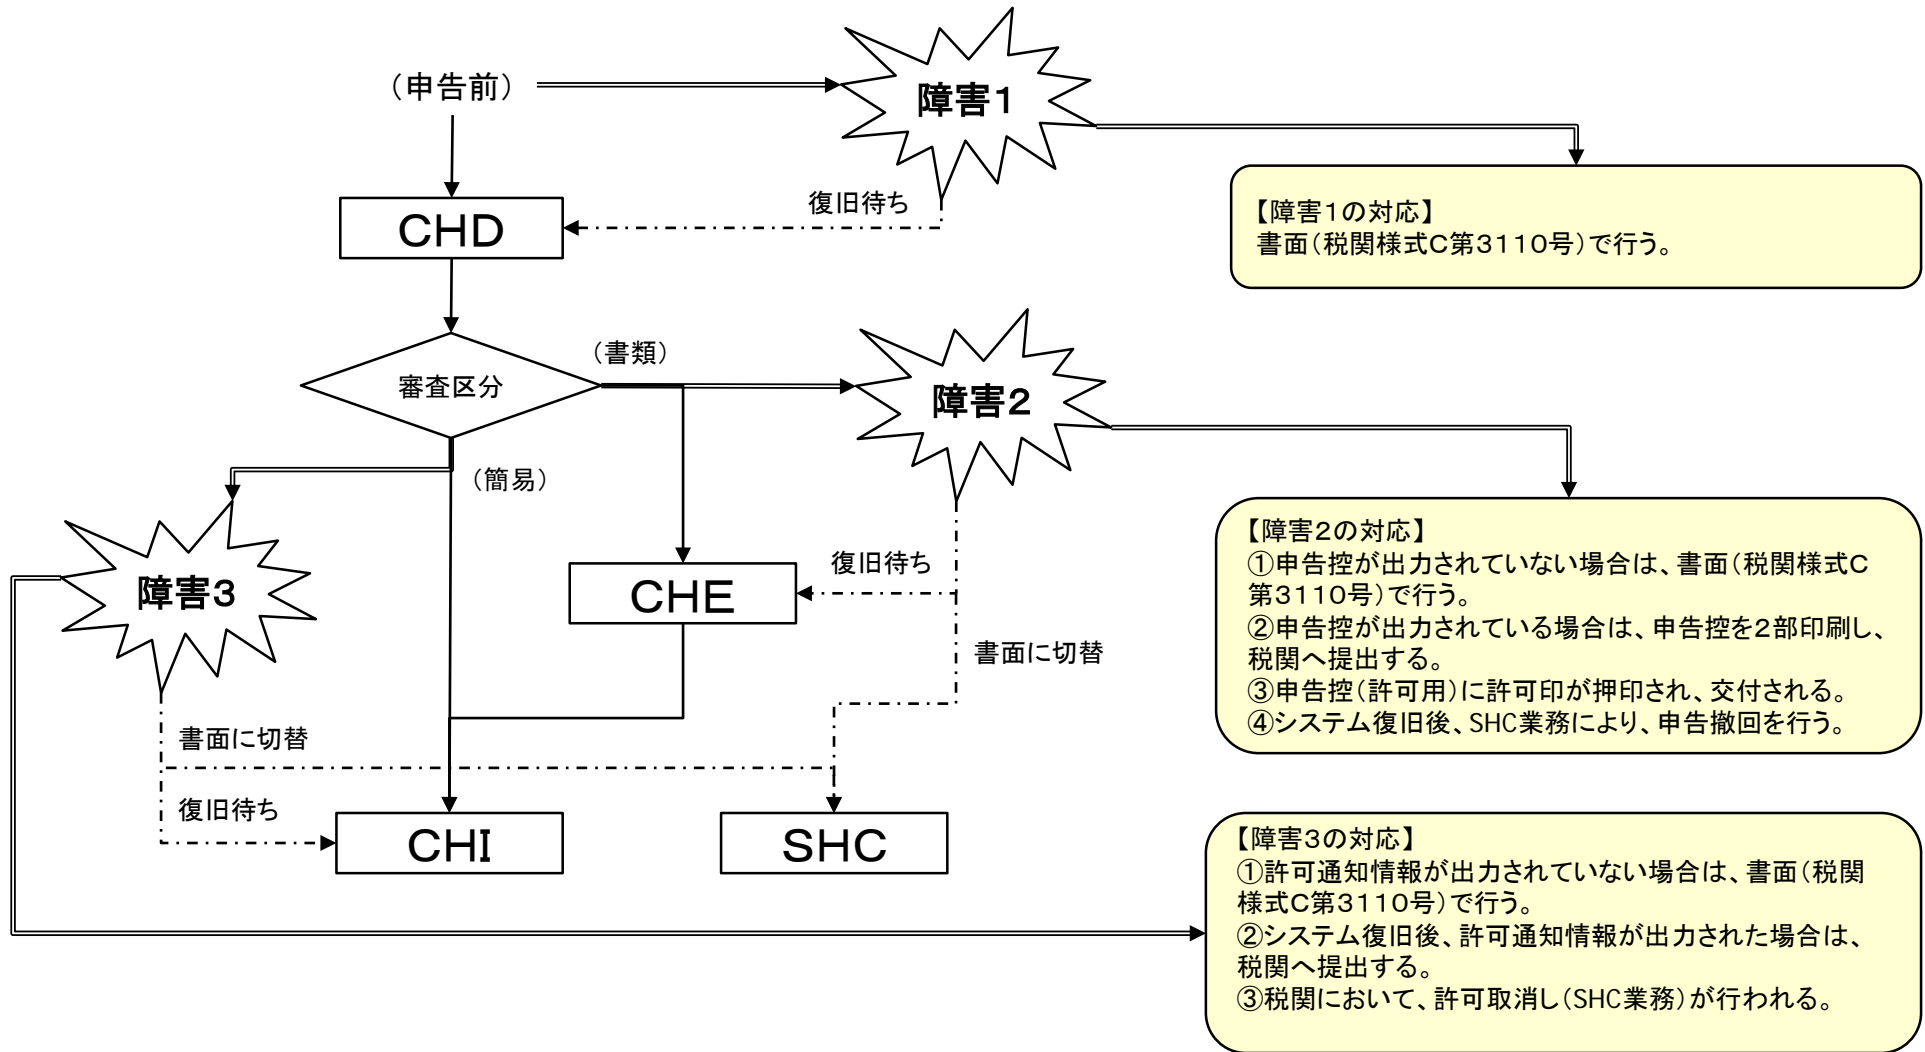 (申告前)
障害1
復旧待ち
CHD
【障害1の対応】
書面(税関様式C第3110号)で行う。
審査区分
(書類)
障害2
(簡易)
障害3
CHE
復旧待ち
書面に切替
【障害2の対応】
①申告控が出力されていない場合は、書面(税関様式C
第3110号)で行う。
②申告控が出力されている場合は、申告控を2部印刷し、
税関へ提出する。
③申告控(許可用)に許可印が押印され、交付される。
④システム復旧後、SHC業務により、申告撤回を行う。
書面に切替
復旧待ち
CHI
SHC
【障害3の対応】
①許可通知情報が出力されていない場合は、書面(税関
様式C第3110号)で行う。
②システム復旧後、許可通知情報が出力された場合は、
税関へ提出する。
③税関において、許可取消し(SHC業務)が行われる。